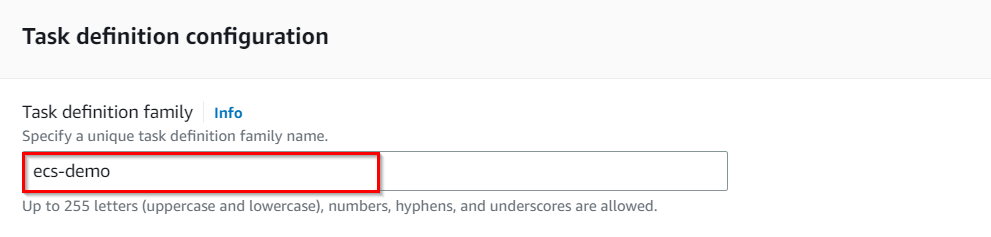 Task definition configuration
Task definition family Info
Specify a unique task definition family name.
ecs-demo
Up to 255 letters (uppercase and lowercase), numbers, hyphens, and underscores are allowed.